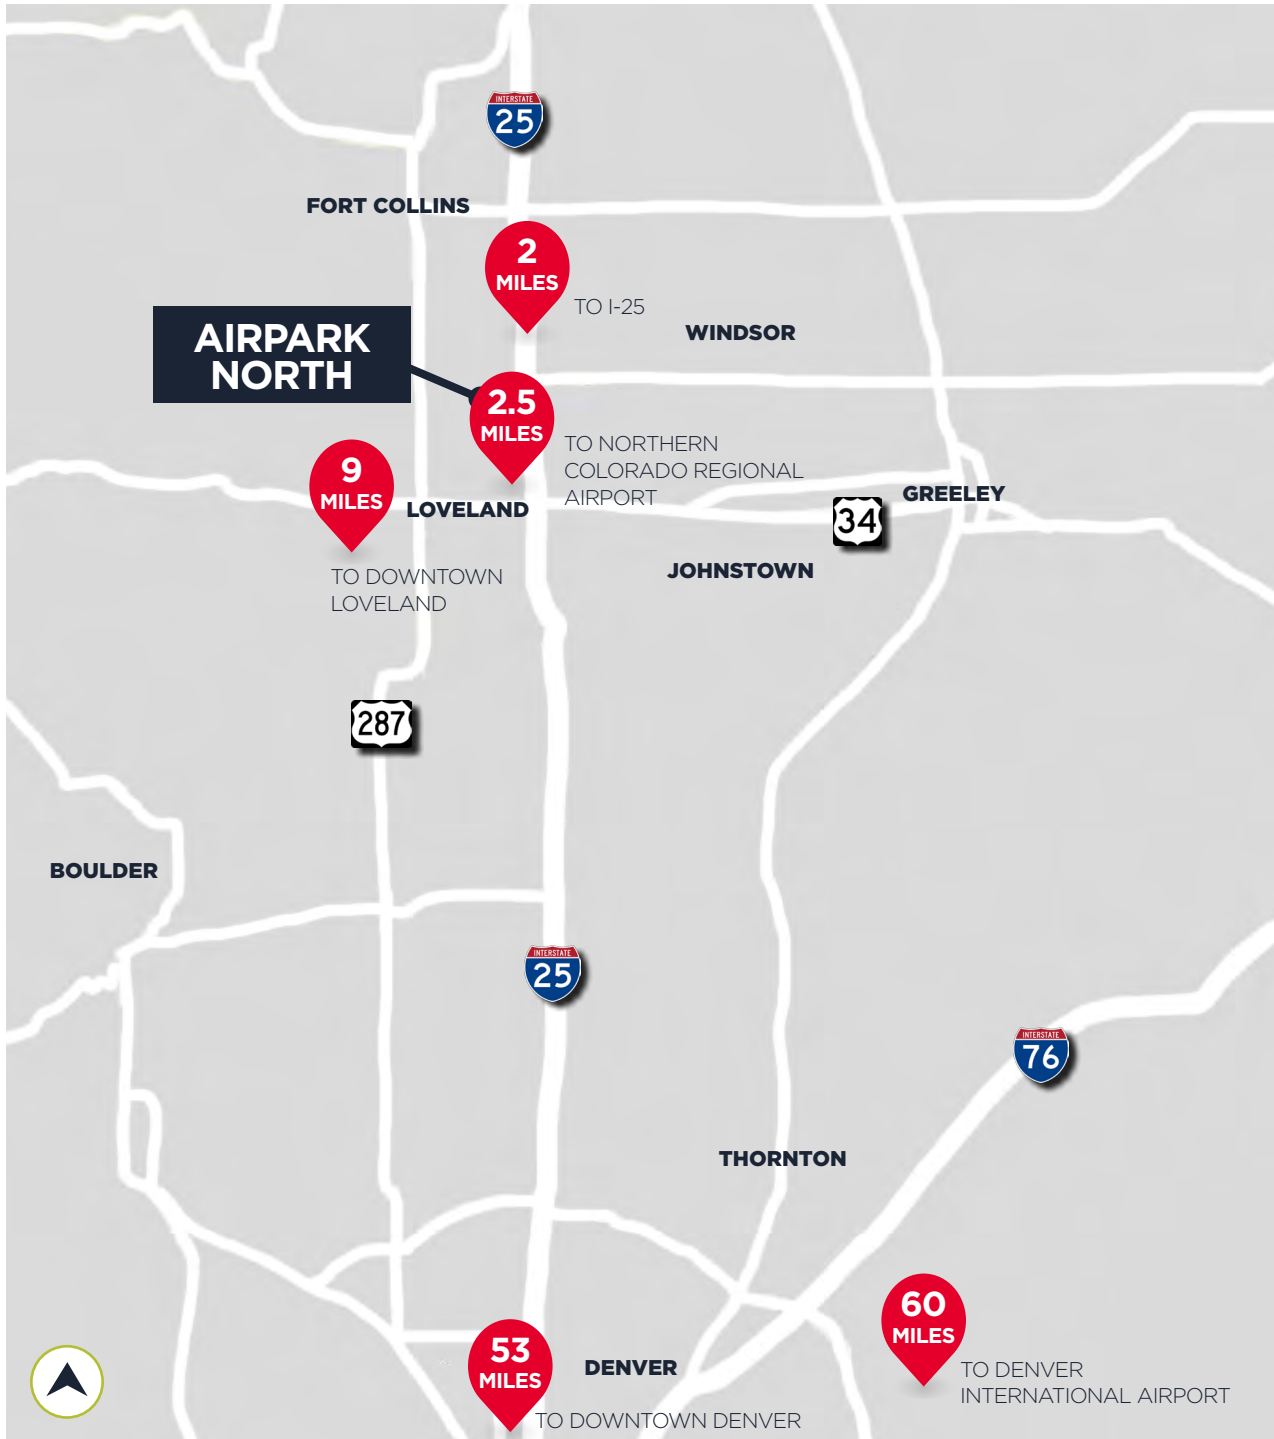 INTERSTATE
25
FORT COLLINS
2
MILES
TO I-25
WINDSOR
AIRPARK
NORTH
2.5
MILES
TO NORTHERN
COLORADO REGIONAL
AIRPORT
9
MILES
LOVELAND
TO DOWNTOWN
LOVELAND
GREELEY
34
JOHNSTOWN
287
BOULDER
INTERSTATE
25
INTERSTATE
76
THORNTON
60
MILES
TO DENVER
INTERNATIONAL AIRPORT
53
MILES
DENVER
TO DOWNTOWN DENVER